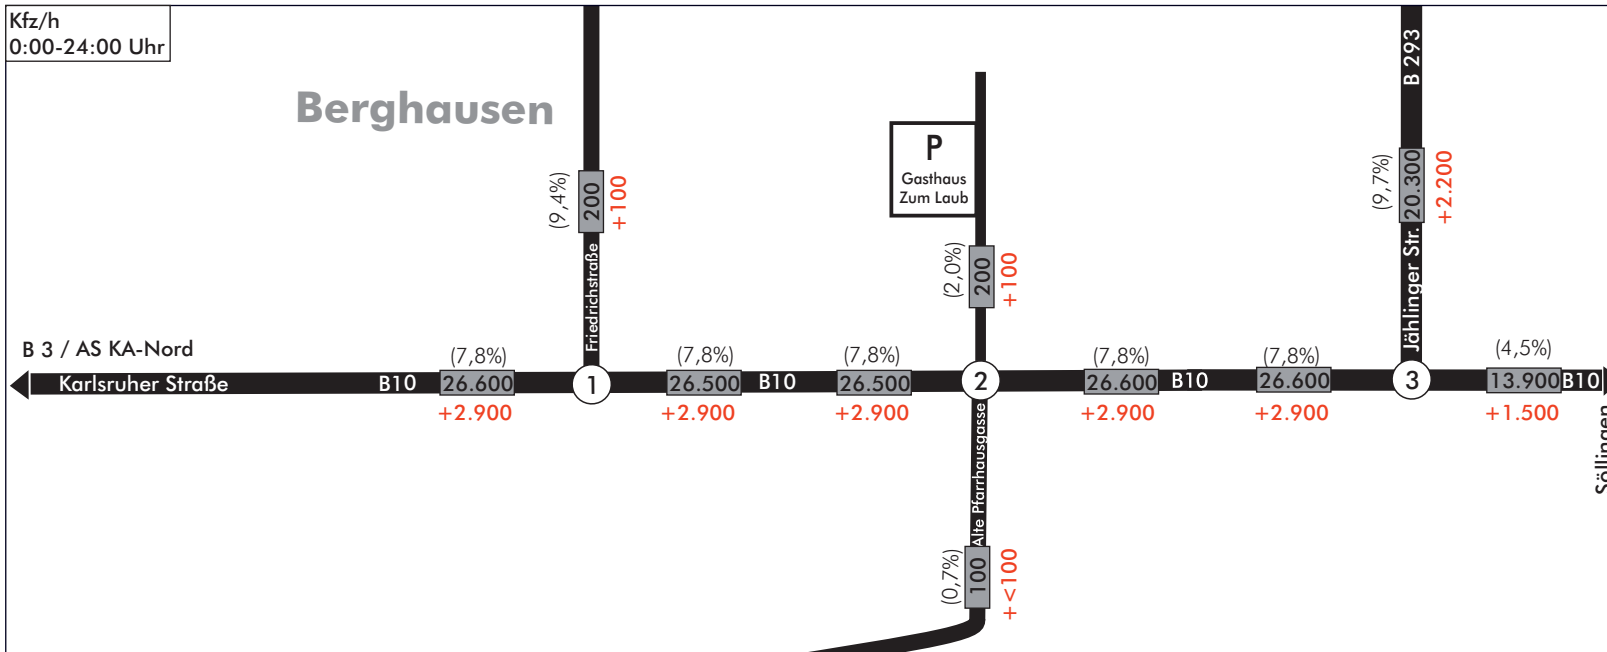 Kfz/h
0:00-24:00 Uhr
Berghausen
B 293
P
Gasthaus
Zum Laub
(9,4%)
200
+100
(9,7%)
20.300
+2.200
(2,0%)
200
+100
Friedrichstraße
Jählinger Str.
B 3 / AS KA-Nord
(7,8%)
(7,8%)
(7,8%)
(7,8%)
(7,8%)
(4,5%)
Karlsruher Straße
B10
26.600
1
26.500
B10
26.500
2
26.600
B10
26.600
3
13.900
B10
+2.900
+2.900
+2.900
+2.900
+2.900
+1.500
Söllingen
Alte Pfarrhausgasse
(0,7%)
100
+<100